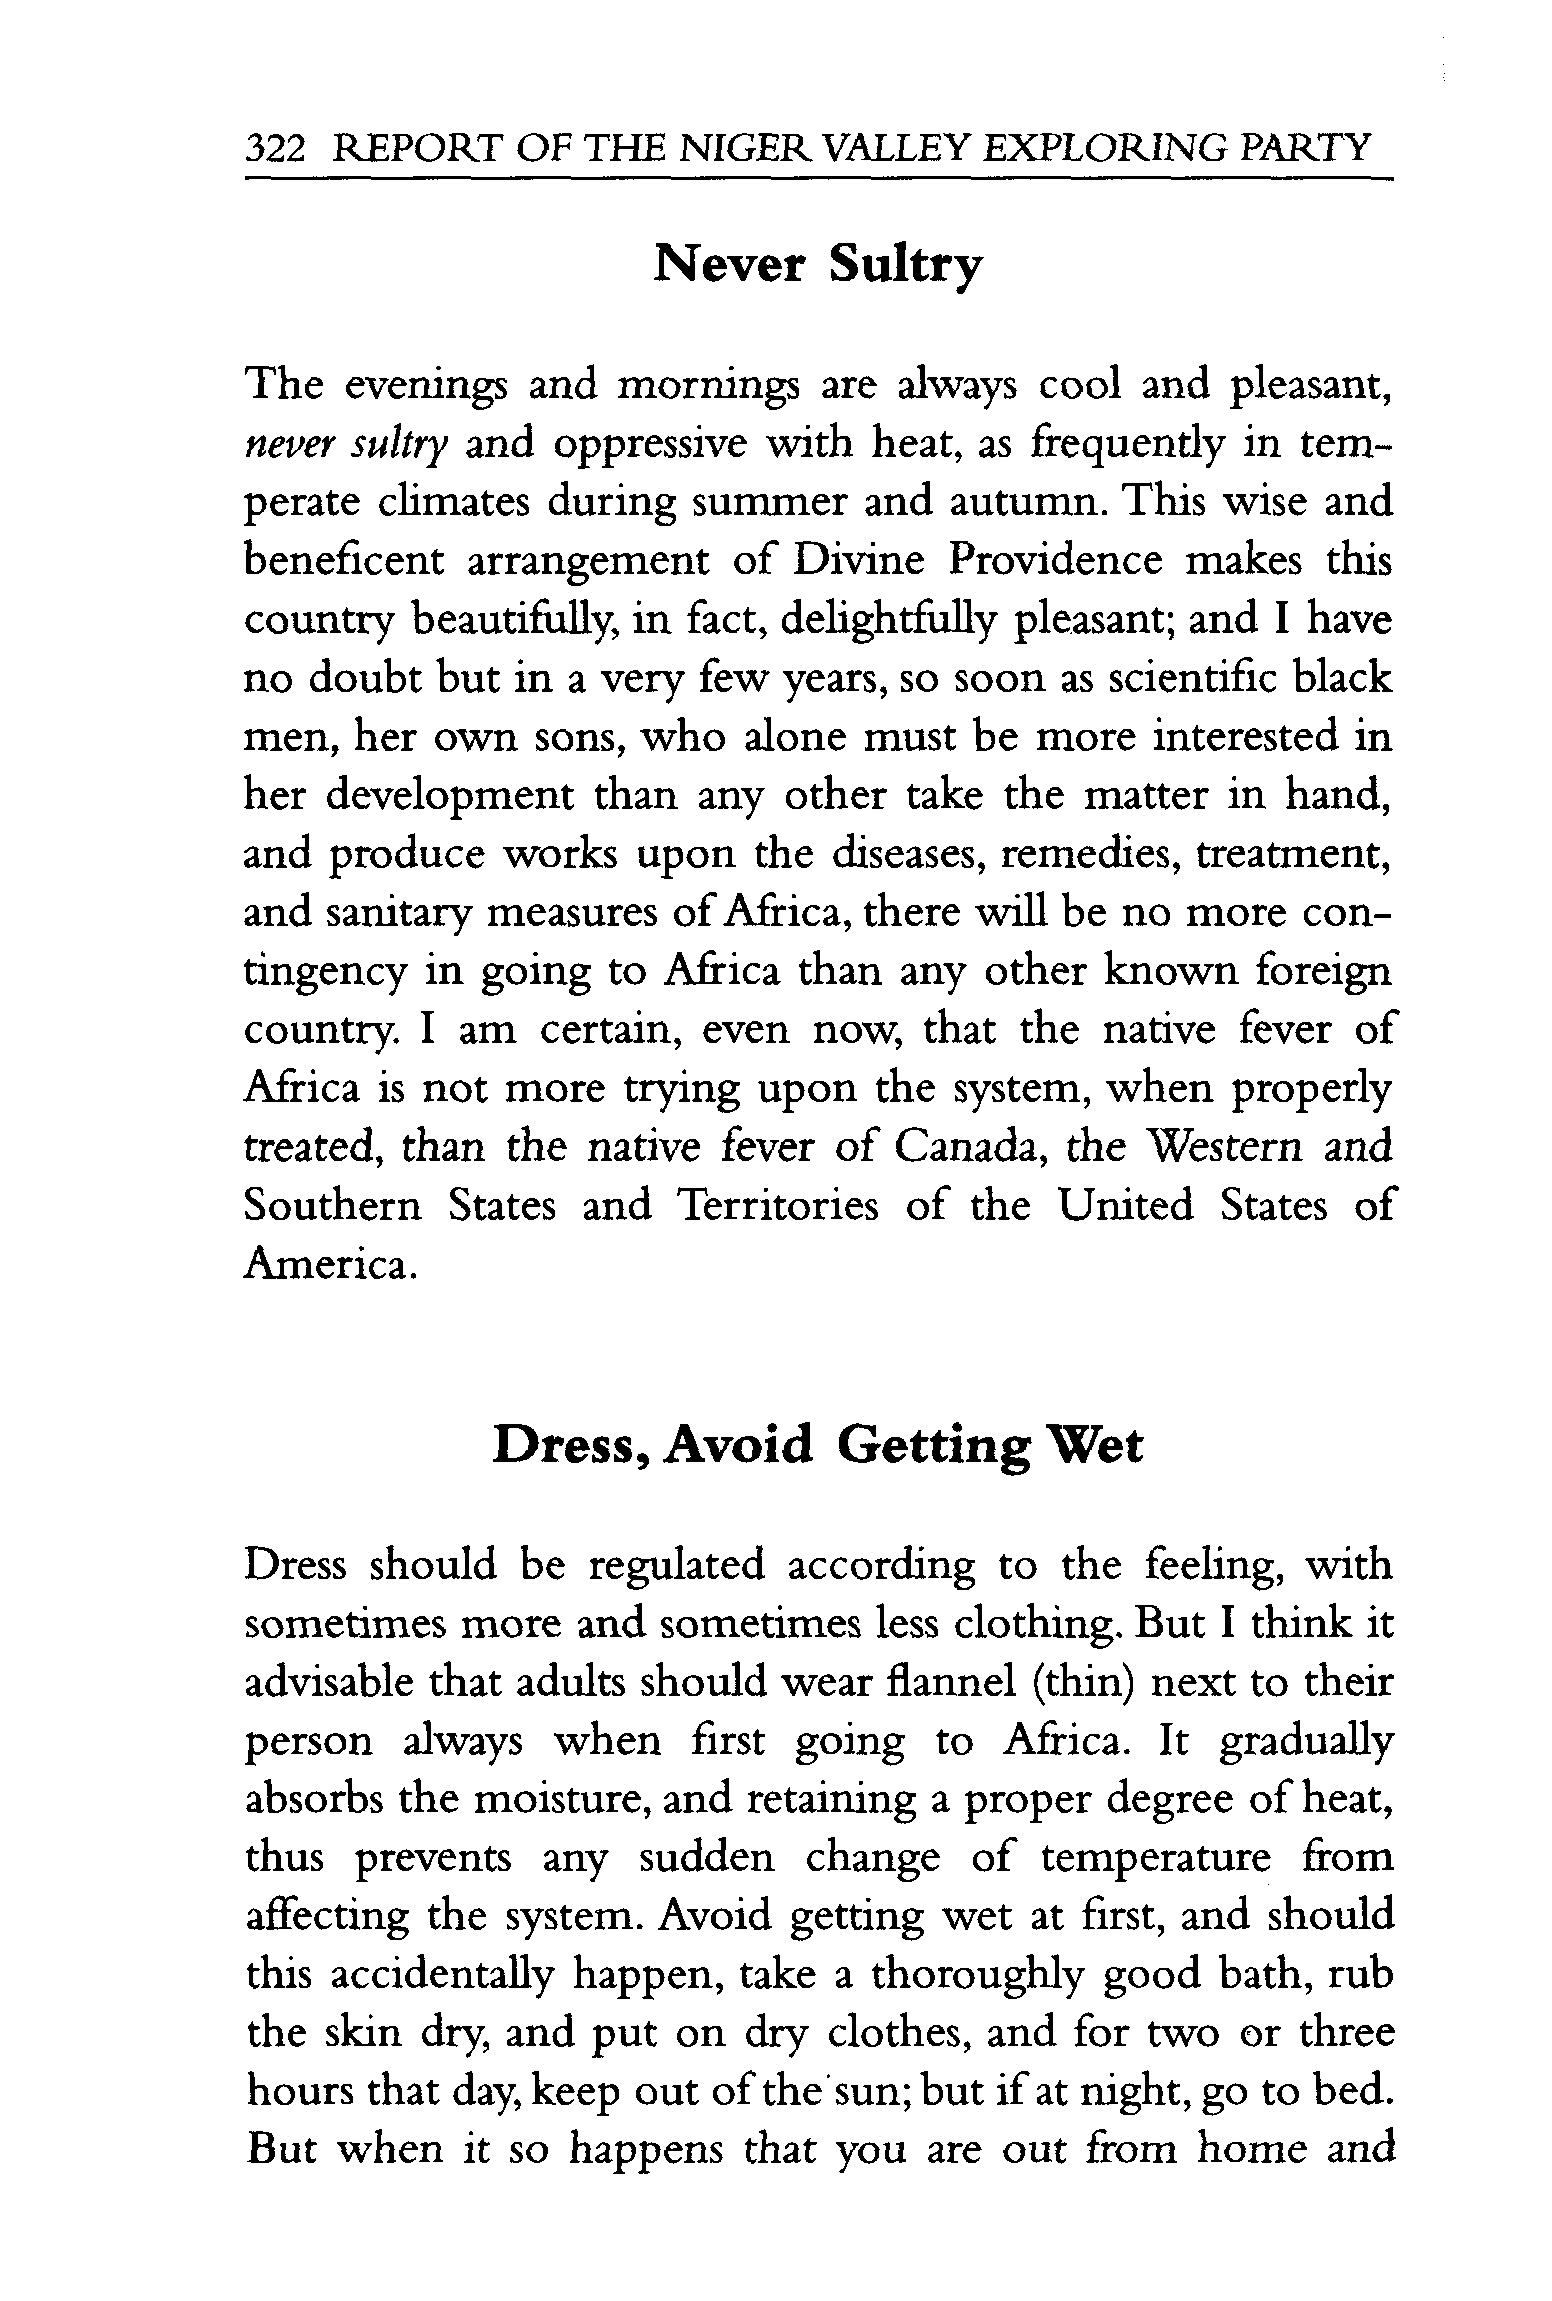 322 REPORT OF THE NIGER VALLEY EXPLORING PARTY
Never Sultry
The evenings and mornings are always cool and pleasant,
never sultry and oppressive with heat, as frequently in tem-
perate climates during summer and autumn. This wise and
beneficent arrangement of Divine Providence makes this
country beautifully, in fact, delightfully pleasant; and I have
no doubt but in a very few years, so soon as scientific black
men, her own sons, who alone must be more interested in
her development than any other take the matter in hand,
and produce works upon the diseases, remedies, treatment,
and sanitary measures of Africa, there will be no more con-
tingency in going to Africa than any other known foreign
country. I am certain, even now, that the native fever of
Africa is not more trying upon the system, when properly
treated, than the native fever of Canada, the Western and
Southern States and Territories of the United States of
America.
Dress, Avoid Getting Wet
Dress should be regulated according to the feeling, with
sometimes more and sometimes less clothing. But I think it
advisable that adults should wear flannel (thin) next to their
person always when first going to Africa. It gradually
absorbs the moisture, and retaining a proper degree of heat,
thus prevents any sudden change of temperature from
affecting the system. Avoid getting wet at first, and should
this accidentally happen, take a thoroughly good bath, rub
the skin dry, and put on dry clothes, and for two or three
hours that day, keep out of the sun; but if at night, go to bed.
But when it so happens that you are out from home and